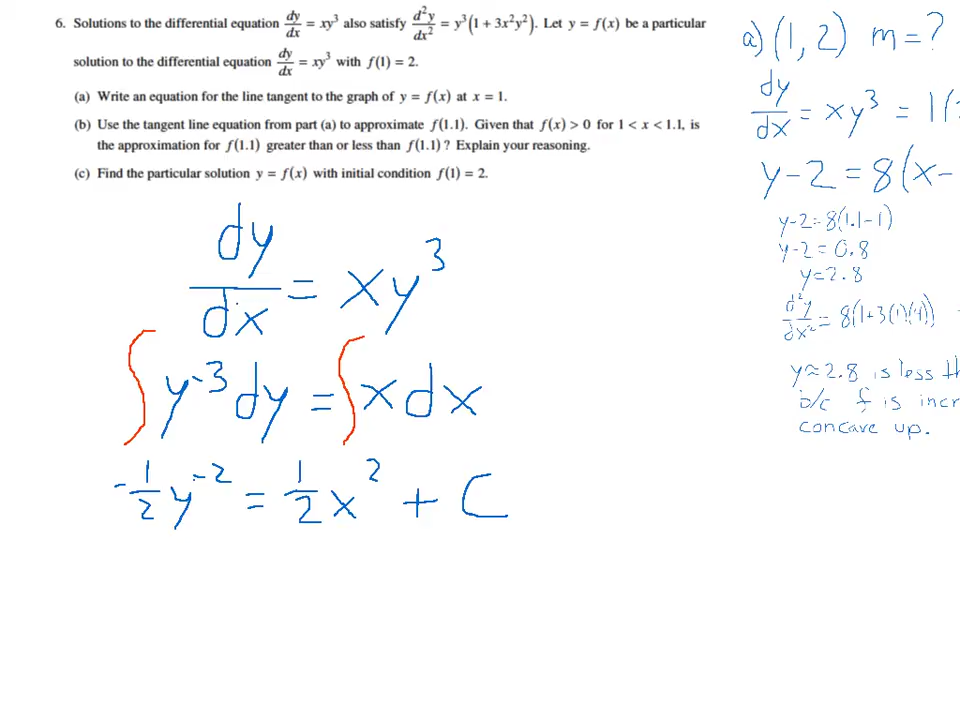 6. Solutions to the differential equation dy/dx = xy³ also satisfy d²y/dx² = y³(1 + 3x²y²). Let y = f(x) be a particular
solution to the differential equation dy/dx = xy³ with f(1) = 2.
(a) Write an equation for the line tangent to the graph of y = f(x) at x = 1.
(b) Use the tangent line equation from part (a) to approximate f(1.1). Given that f(x) > 0 for 1 < x < 1.1, is
the approximation for f(1.1) greater than or less than f(1.1) ? Explain your reasoning.
(c) Find the particular solution y = f(x) with initial condition f(1) = 2.
dy/dx = xy³
∫ y⁻³ dy = ∫ x dx
-1/2 y⁻² = 1/2 x² + C
a) (1, 2) m = ?
dy/dx = xy³ = 1(
y-2 = 8(x-
y-2 = 8(1.1-1)
y-2 = 0.8
y = 2.8
d²y/dx² = 8(1+3(1)(4))
y ≈ 2.8 is less th
b/c f is incr
concave up.